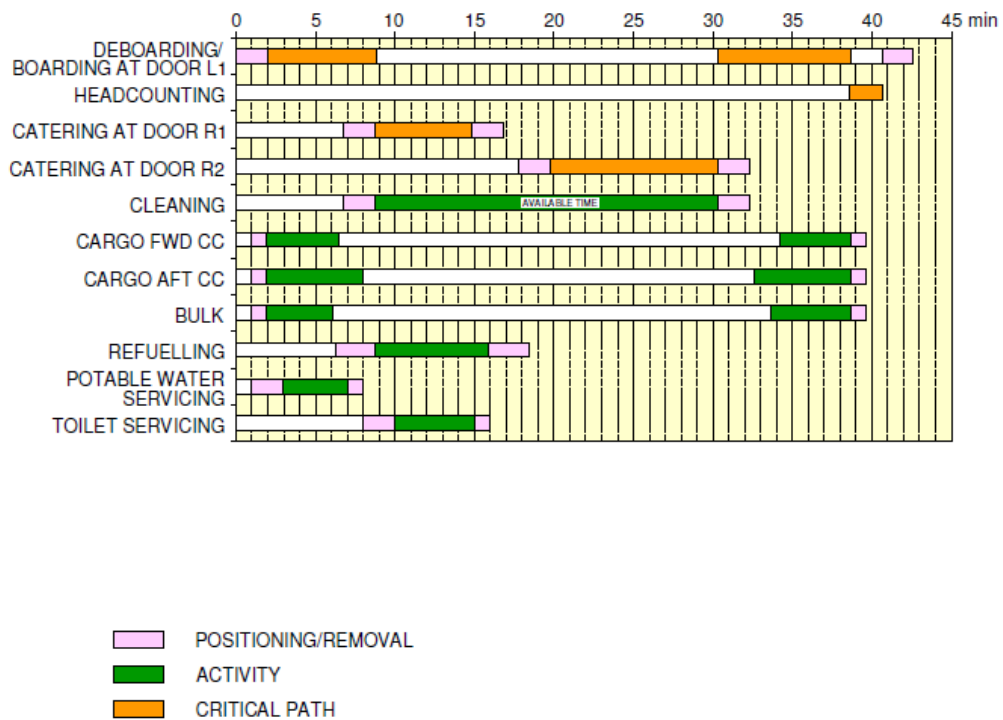 0 5 10 15 20 25 30 35 40 45 min
DEBOARDING/
BOARDING AT DOOR L1
HEADCOUNTING
CATERING AT DOOR R1
CATERING AT DOOR R2
CLEANING
AVAILABLE TIME
CARGO FWD CC
CARGO AFT CC
BULK
REFUELLING
POTABLE WATER
SERVICING
TOILET SERVICING
POSITIONING/REMOVAL
ACTIVITY
CRITICAL PATH